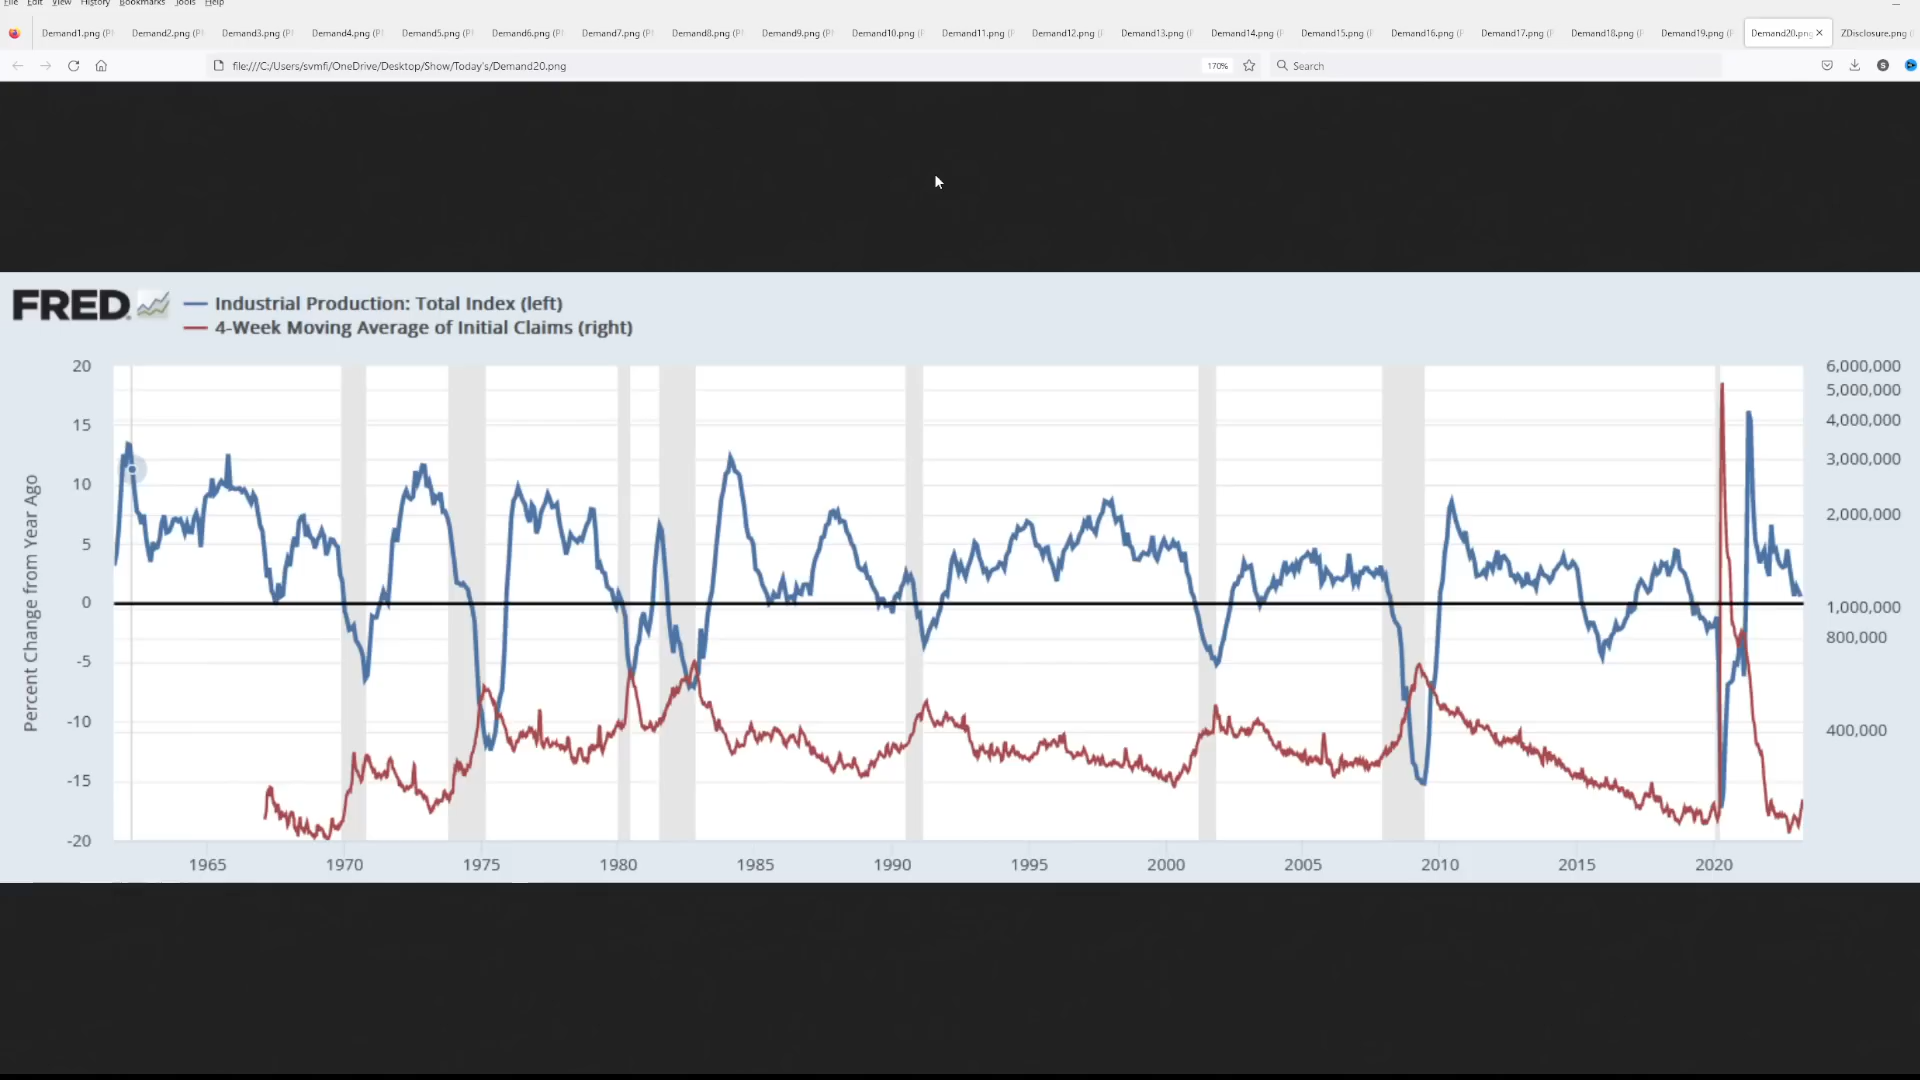 File Edit View History Bookmarks Tools Help
Demand1.png (P Demand2.png (P Demand3.png (P Demand4.png (P Demand5.png (P Demand6.png (P Demand7.png (P Demand8.png (P Demand9.png (P Demand10.png ( Demand11.png (P Demand12.png ( Demand13.png (P Demand14.png (P Demand15.png (P Demand16.png (P Demand17.png (P Demand18.png (P Demand19.png (P Demand20.png ZDisclosure.png (
file:///C:/Users/svmfi/OneDrive/Desktop/Show/Today's/Demand20.png 170% Search S
FRED
Industrial Production: Total Index (left)
4-Week Moving Average of Initial Claims (right)
Percent Change from Year Ago
20
15
10
5
0
-5
-10
-15
-20
6,000,000
5,000,000
4,000,000
3,000,000
2,000,000
1,000,000
800,000
400,000
1965 1970 1975 1980 1985 1990 1995 2000 2005 2010 2015 2020